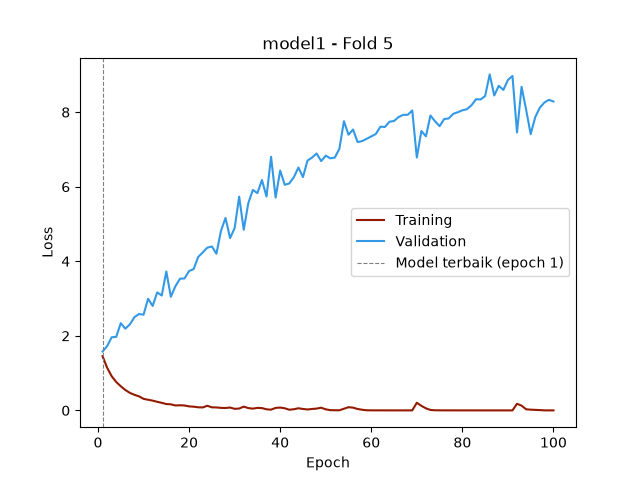 model1 - Fold 5
Loss
8
6
4
2
0
Training
Validation
Model terbaik (epoch 1)
0 20 40 60 80 100
Epoch